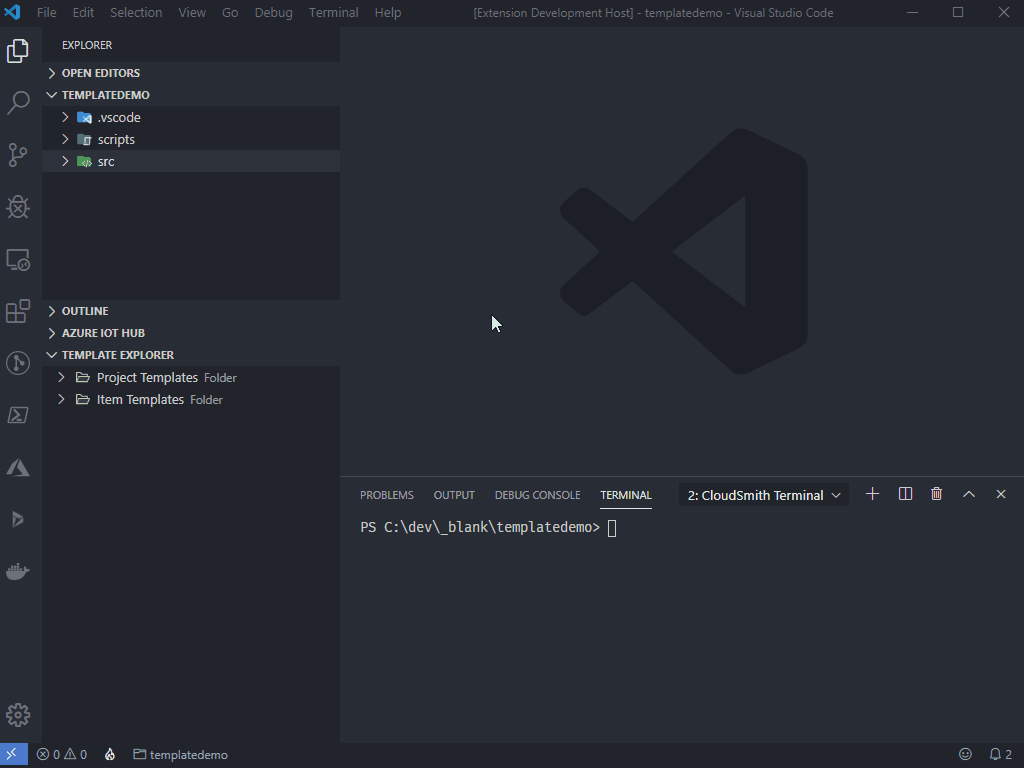 File Edit Selection View Go Debug Terminal Help [Extension Development Host] - templatedemo - Visual Studio Code
EXPLORER
OPEN EDITORS
TEMPLATEDEMO
.vscode
scripts
src
OUTLINE
AZURE IOT HUB
TEMPLATE EXPLORER
Project Templates Folder
Item Templates Folder
PROBLEMS OUTPUT DEBUG CONSOLE TERMINAL 2: CloudSmith Terminal
PS C:\dev\_blank\templatedemo>
0 0 templatedemo 2